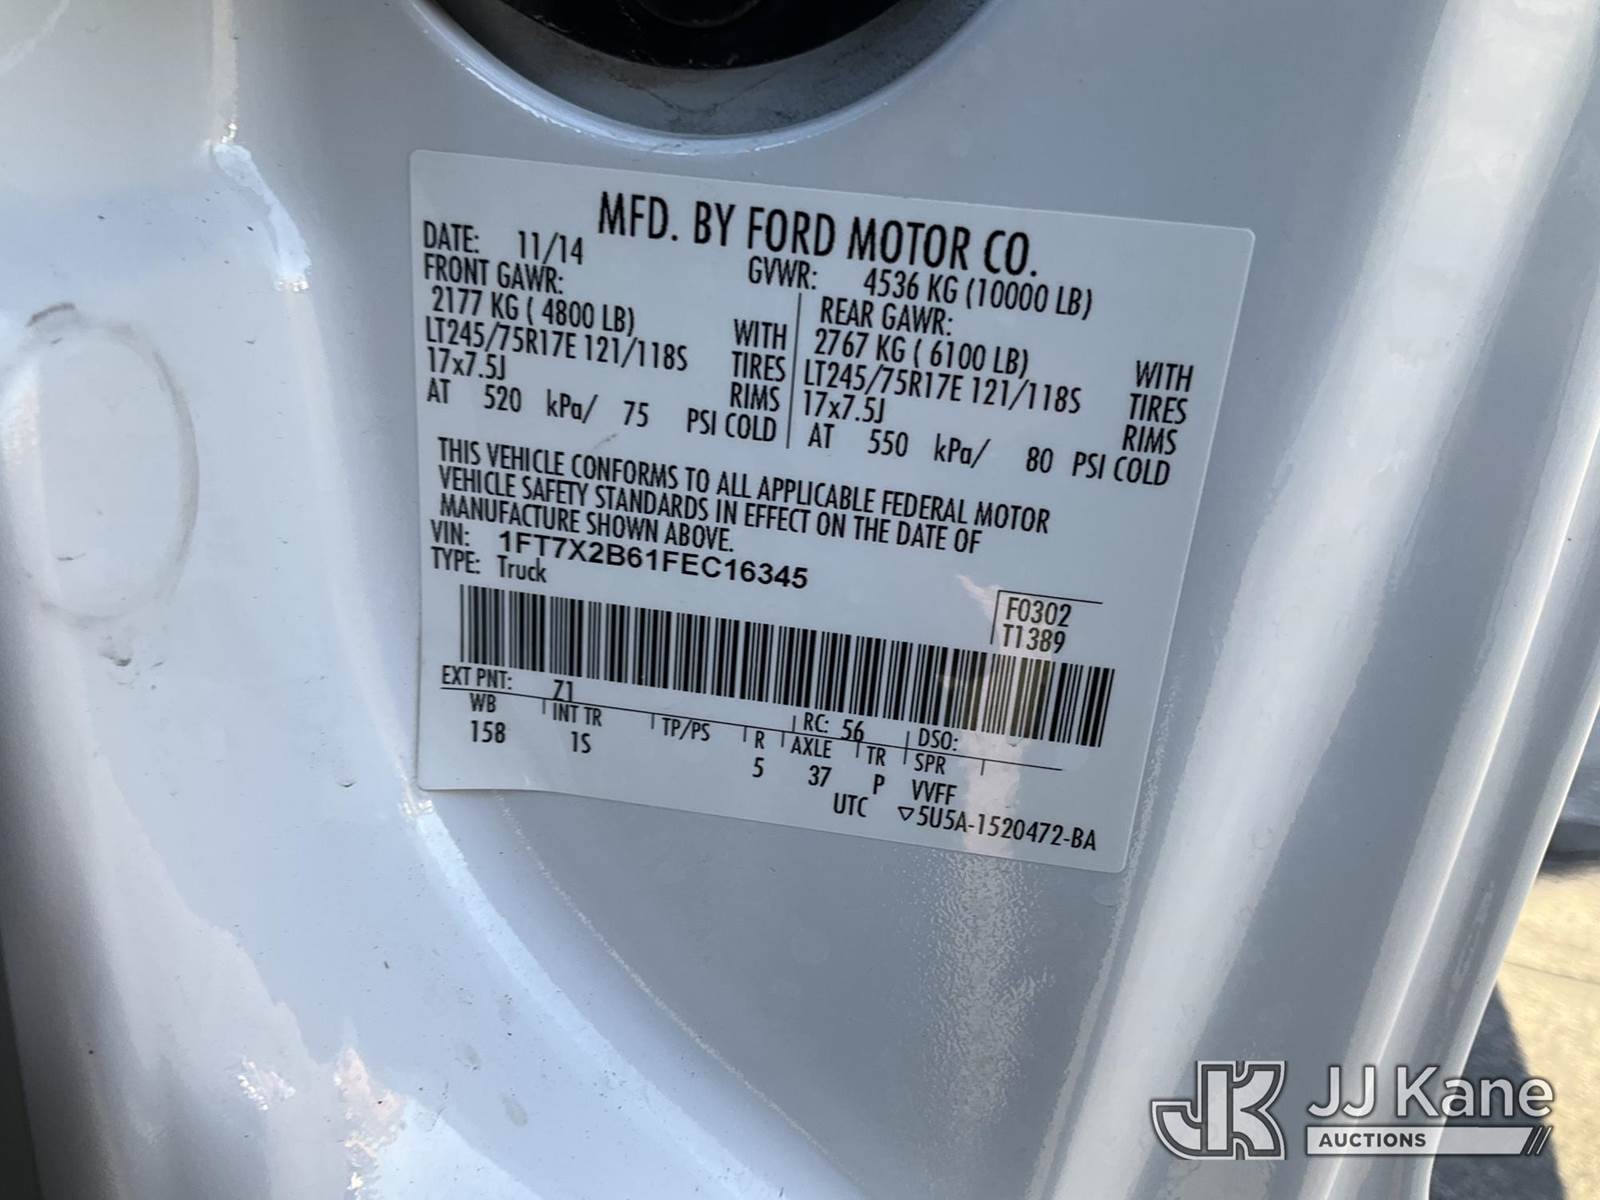 MFD. BY FORD MOTOR CO.
DATE: 11/14 GVWR: 4536 KG (10000 LB)
FRONT GAWR: REAR GAWR:
2177 KG ( 4800 LB) WITH 2767 KG ( 6100 LB) WITH
LT245/75R17E 121/118S TIRES LT245/75R17E 121/118S TIRES
17x7.5J RIMS 17x7.5J RIMS
AT 520 kPa/ 75 PSI COLD AT 550 kPa/ 80 PSI COLD
THIS VEHICLE CONFORMS TO ALL APPLICABLE FEDERAL MOTOR
VEHICLE SAFETY STANDARDS IN EFFECT ON THE DATE OF
MANUFACTURE SHOWN ABOVE.
VIN: 1FT7X2B61FEC16345
TYPE: Truck
F0302
T1389
EXT PNT: Z1 RC: 56 DSO:
WB INT TR TP/PS R AXLE TR SPR
158 1S 5 37 P VVFF
UTC ▽5U5A-1520472-BA
JK JJ Kane
AUCTIONS